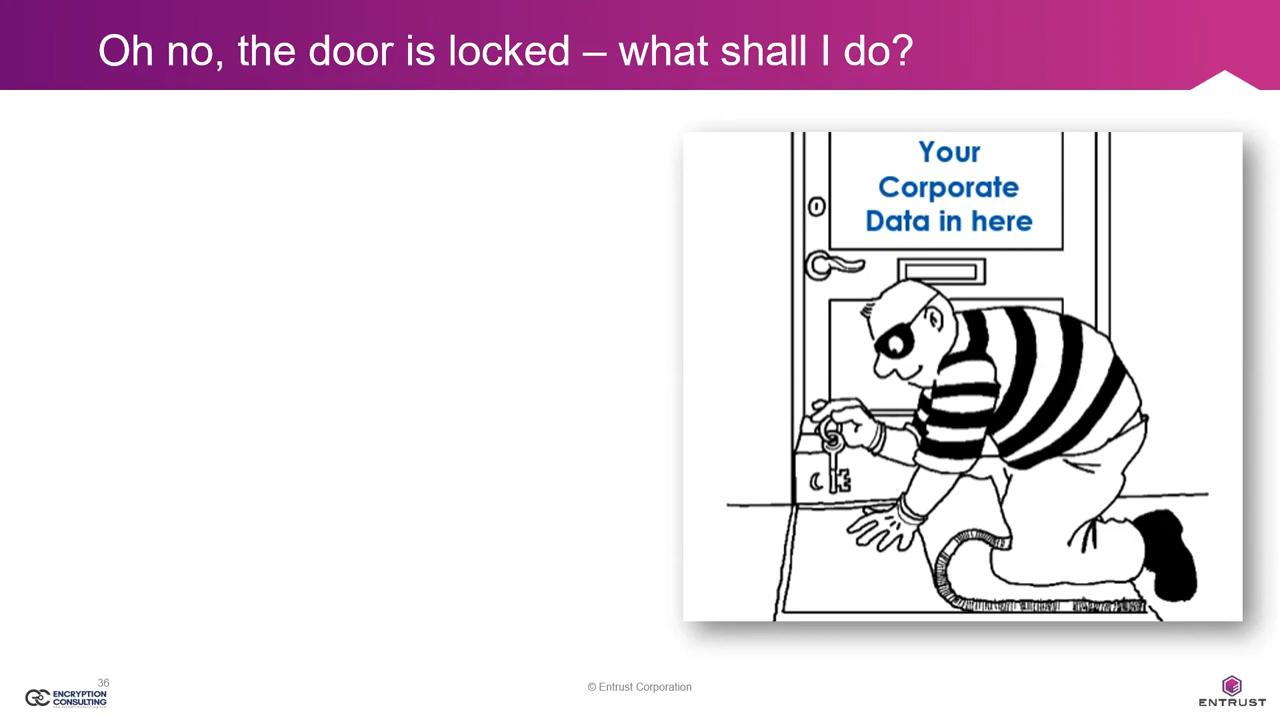 Oh no, the door is locked – what shall I do?
Your
Corporate
Data in here
36
ENCRYPTION
CONSULTING
© Entrust Corporation
ENTRUST